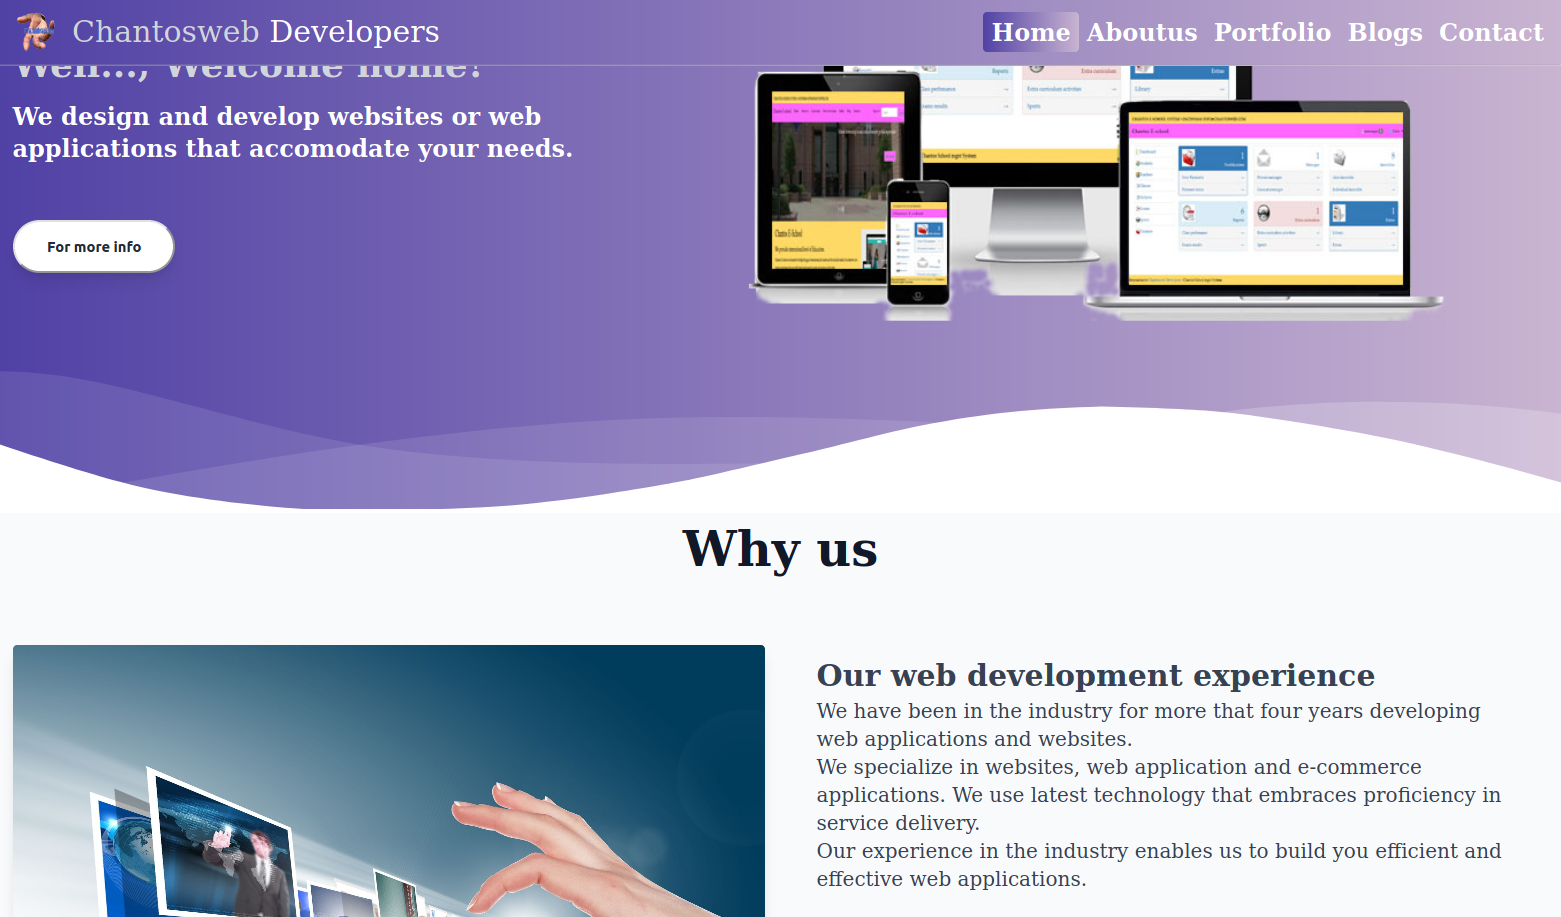 Chantosweb Developers
Home Aboutus Portfolio Blogs Contact
Well..., Welcome home!
We design and develop websites or web
applications that accomodate your needs.
For more info
Why us
Our web development experience
We have been in the industry for more that four years developing
web applications and websites.
We specialize in websites, web application and e-commerce
applications. We use latest technology that embraces proficiency in
service delivery.
Our experience in the industry enables us to build you efficient and
effective web applications.